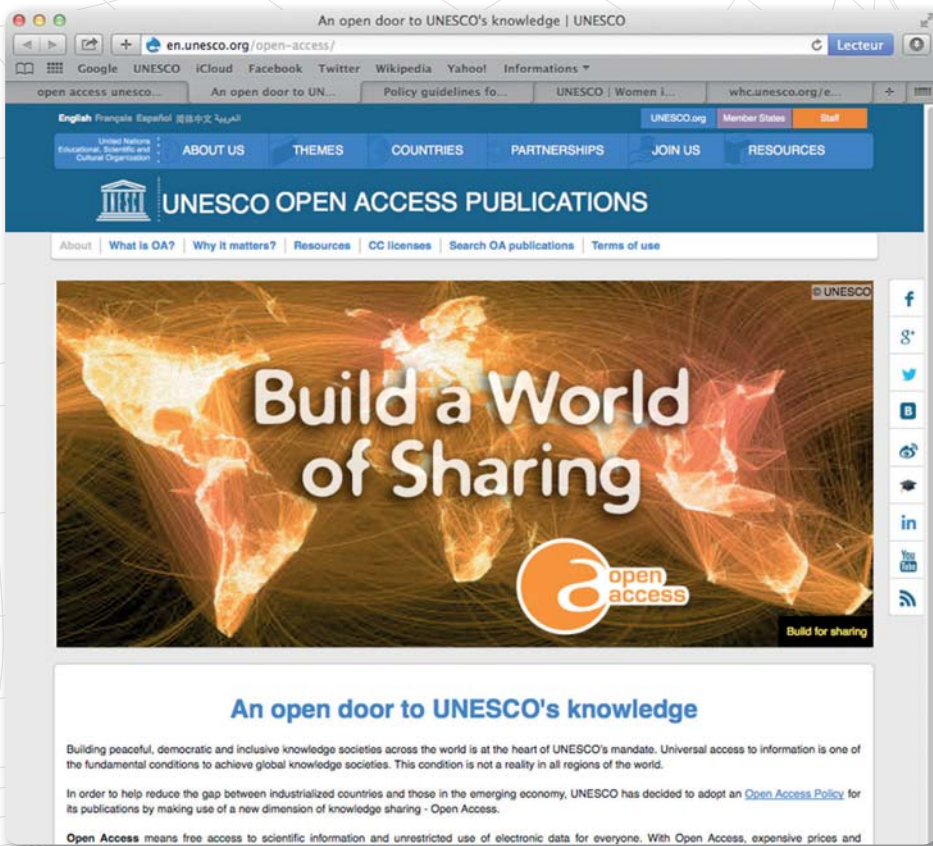 An open door to UNESCO's knowledge | UNESCO
en.unesco.org/open-access/
Lecteur
Google UNESCO iCloud Facebook Twitter Wikipedia Yahoo! Informations
open access unesco... An open door to UN... Policy guidelines fo... UNESCO | Women i... whc.unesco.org/e...
English Français Español 简体中文 العربية
UNESCO.org Member States Staff
United Nations
Educational, Scientific and
Cultural Organization
ABOUT US THEMES COUNTRIES PARTNERSHIPS JOIN US RESOURCES
UNESCO OPEN ACCESS PUBLICATIONS
About What is OA? Why it matters? Resources CC licenses Search OA publications Terms of use
© UNESCO
Build a World
of Sharing
open
access
Build for sharing
f
g+
B
in
You
Tube
An open door to UNESCO's knowledge
Building peaceful, democratic and inclusive knowledge societies across the world is at the heart of UNESCO's mandate. Universal access to information is one of
the fundamental conditions to achieve global knowledge societies. This condition is not a reality in all regions of the world.
In order to help reduce the gap between industrialized countries and those in the emerging economy, UNESCO has decided to adopt an Open Access Policy for
its publications by making use of a new dimension of knowledge sharing - Open Access.
Open Access means free access to scientific information and unrestricted use of electronic data for everyone. With Open Access, expensive prices and